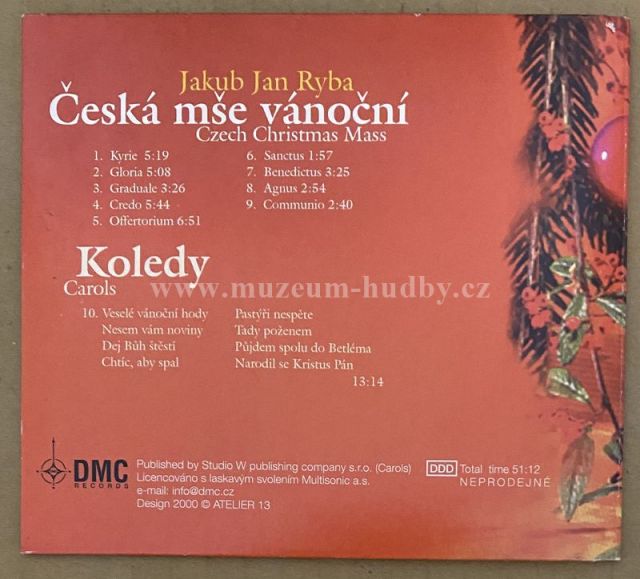 Jakub Jan Ryba
Česká mše vánoční
Czech Christmas Mass
1. Kyrie 5:19
2. Gloria 5:08
3. Graduale 3:26
4. Credo 5:44
5. Offertorium 6:51
6. Sanctus 1:57
7. Benedictus 3:25
8. Agnus 2:54
9. Communio 2:40
Koledy
Carols
www.muzeum-hudby.cz
10. Veselé vánoční hody
Nesem vám noviny
Dej Bůh štěstí
Chtíc, aby spal
Pastýři nespěte
Tady poženem
Půjdem spolu do Betléma
Narodil se Kristus Pán
13:14
DMC
RECORDS
Published by Studio W publishing company s.r.o. (Carols)
Licencováno s laskavým svolením Multisonic a.s.
e-mail: info@dmc.cz
Design 2000 © ATELIER 13
DDD Total time 51:12
NEPRODEJNÉ